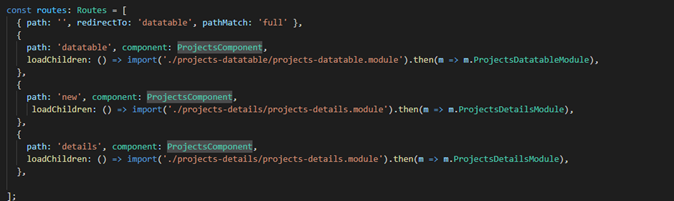 const routes: Routes = [
{ path: '', redirectTo: 'datatable', pathMatch: 'full' },
{
path: 'datatable', component: ProjectsComponent,
loadChildren: () => import('./projects-datatable/projects-datatable.module').then(m => m.ProjectsDatatableModule),
},
{
path: 'new', component: ProjectsComponent,
loadChildren: () => import('./projects-details/projects-details.module').then(m => m.ProjectsDetailsModule),
},
{
path: 'details', component: ProjectsComponent,
loadChildren: () => import('./projects-details/projects-details.module').then(m => m.ProjectsDetailsModule),
},
];